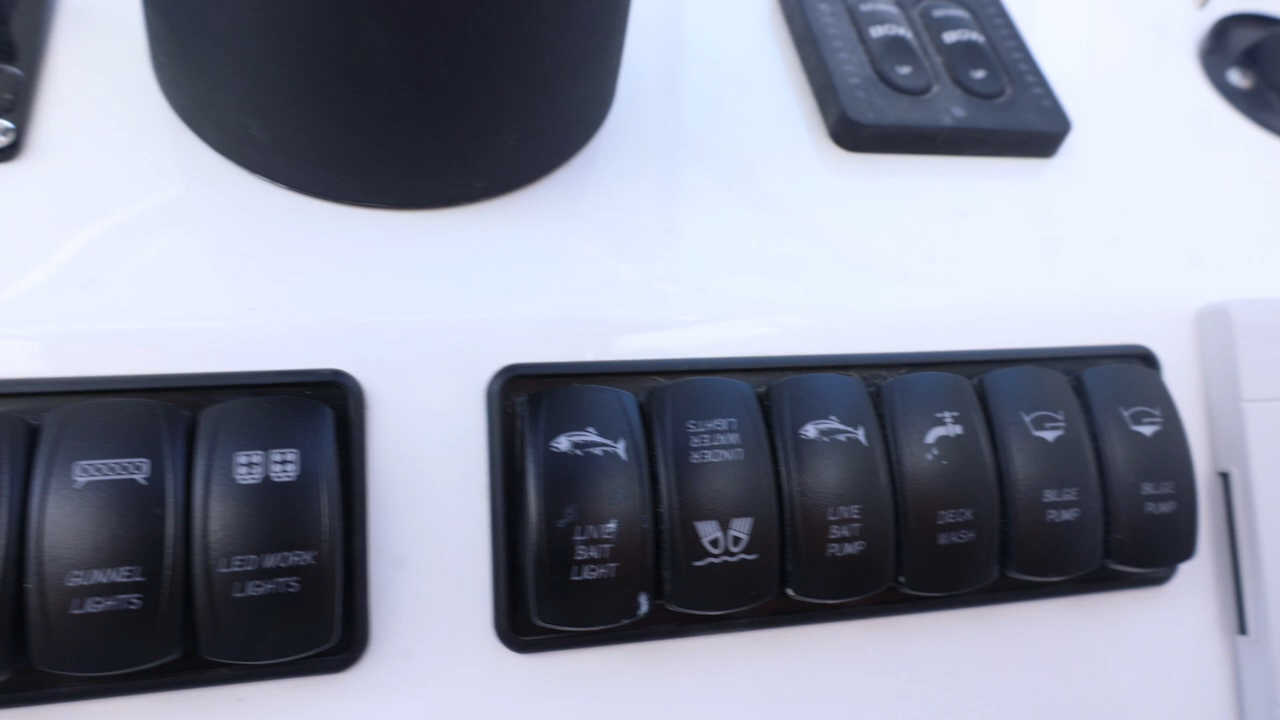 BOW
BOW
GUNNEL
LIGHTS
LED WORK
LIGHTS
LIVE
BAIT
LIGHT
UNDER
WATER
LIGHTS
LIVE
BAIT
PUMP
DECK
WASH
BILGE
PUMP
BILGE
PUMP